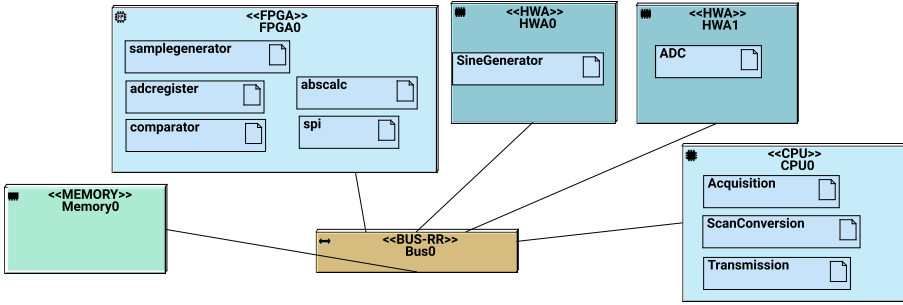 <<FPGA>>
FPGA0
samplegenerator
adcregister
abscalc
comparator
spi
<<HWA>>
HWA0
SineGenerator
<<HWA>>
HWA1
ADC
<<CPU>>
CPU0
Acquisition
ScanConversion
Transmission
<<MEMORY>>
Memory0
<<BUS-RR>>
Bus0